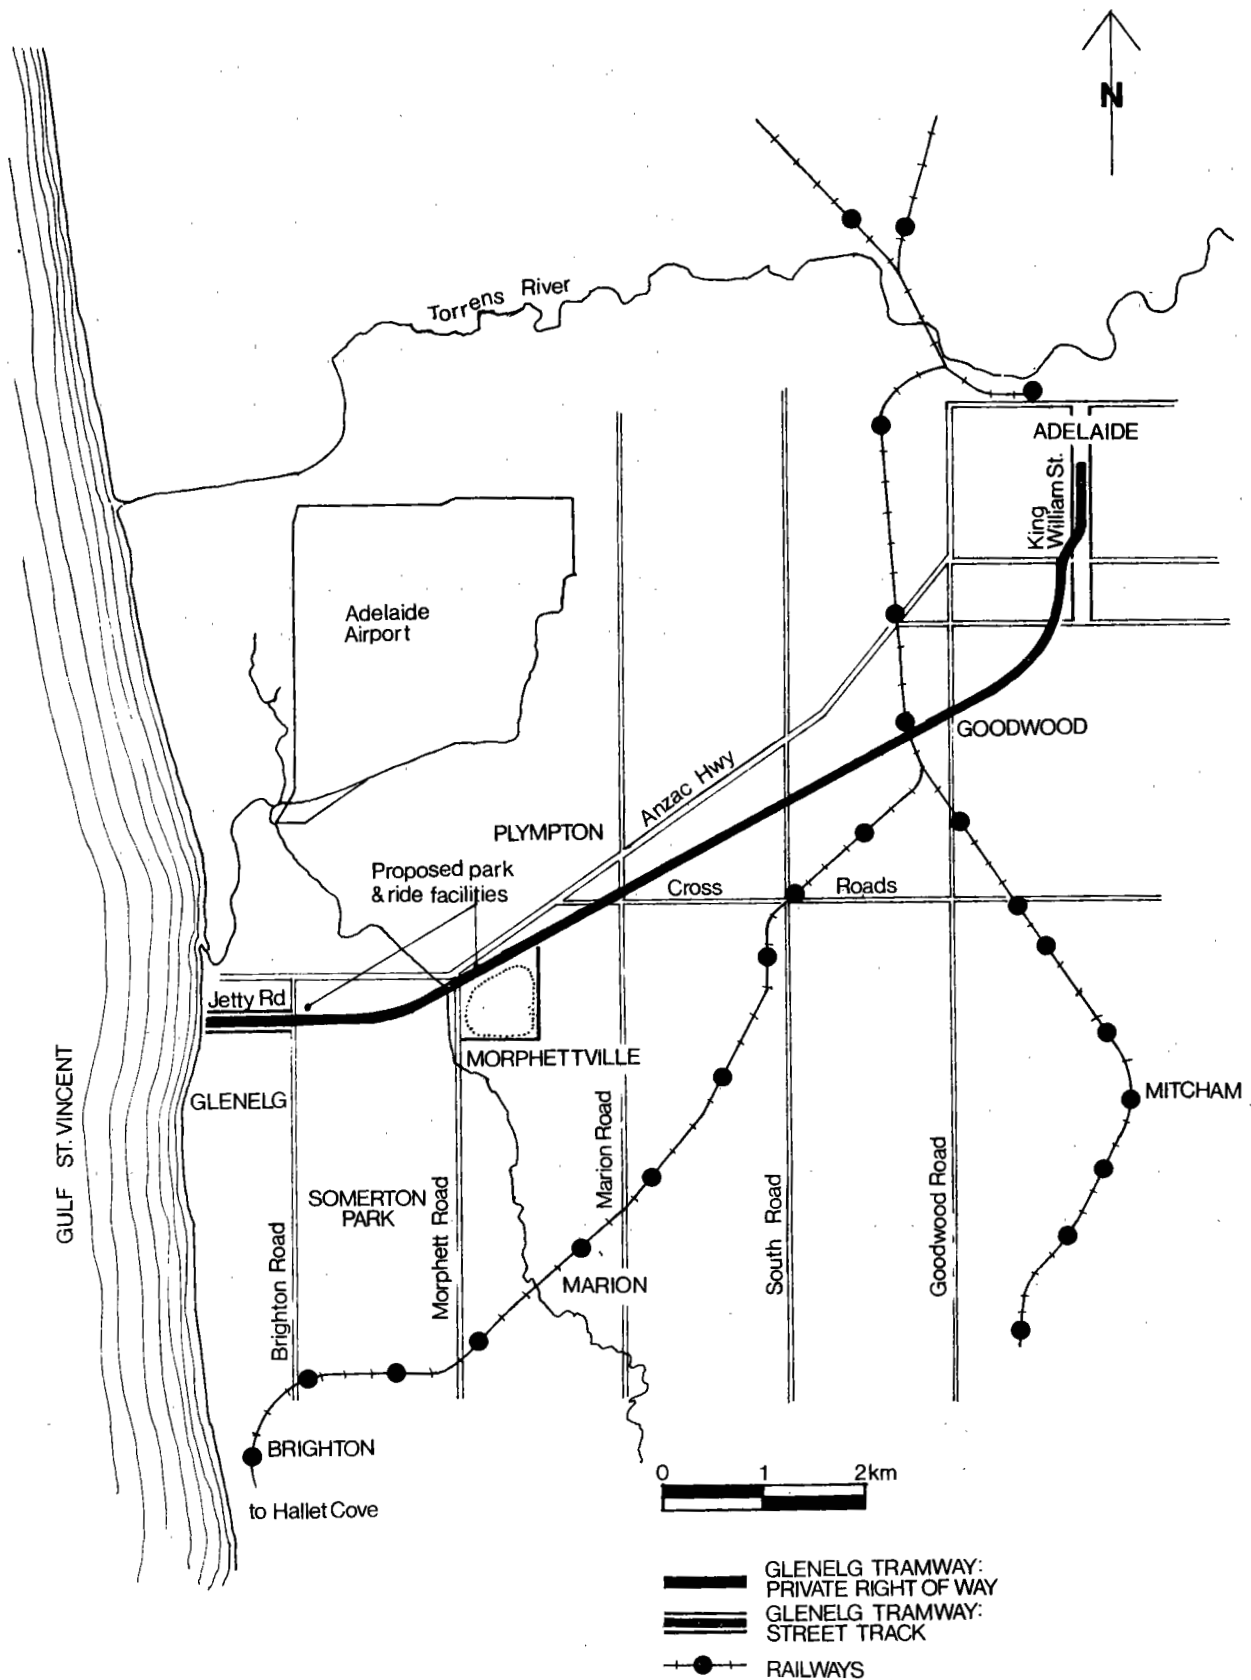 N
Torrens River
ADELAIDE
King
William St.
Adelaide
Airport
GOODWOOD
Anzac Hwy
PLYMPTON
Proposed park
& ride facilities
Cross Roads
Jetty Rd
MORPHETTVILLE
GULF ST. VINCENT
GLENELG
MITCHAM
Marion Road
SOMERTON
PARK
Morphett Road
South Road
Goodwood Road
Brighton Road
MARION
BRIGHTON
to Hallet Cove
0 1 2km
GLENELG TRAMWAY:
PRIVATE RIGHT OF WAY
GLENELG TRAMWAY:
STREET TRACK
RAILWAYS